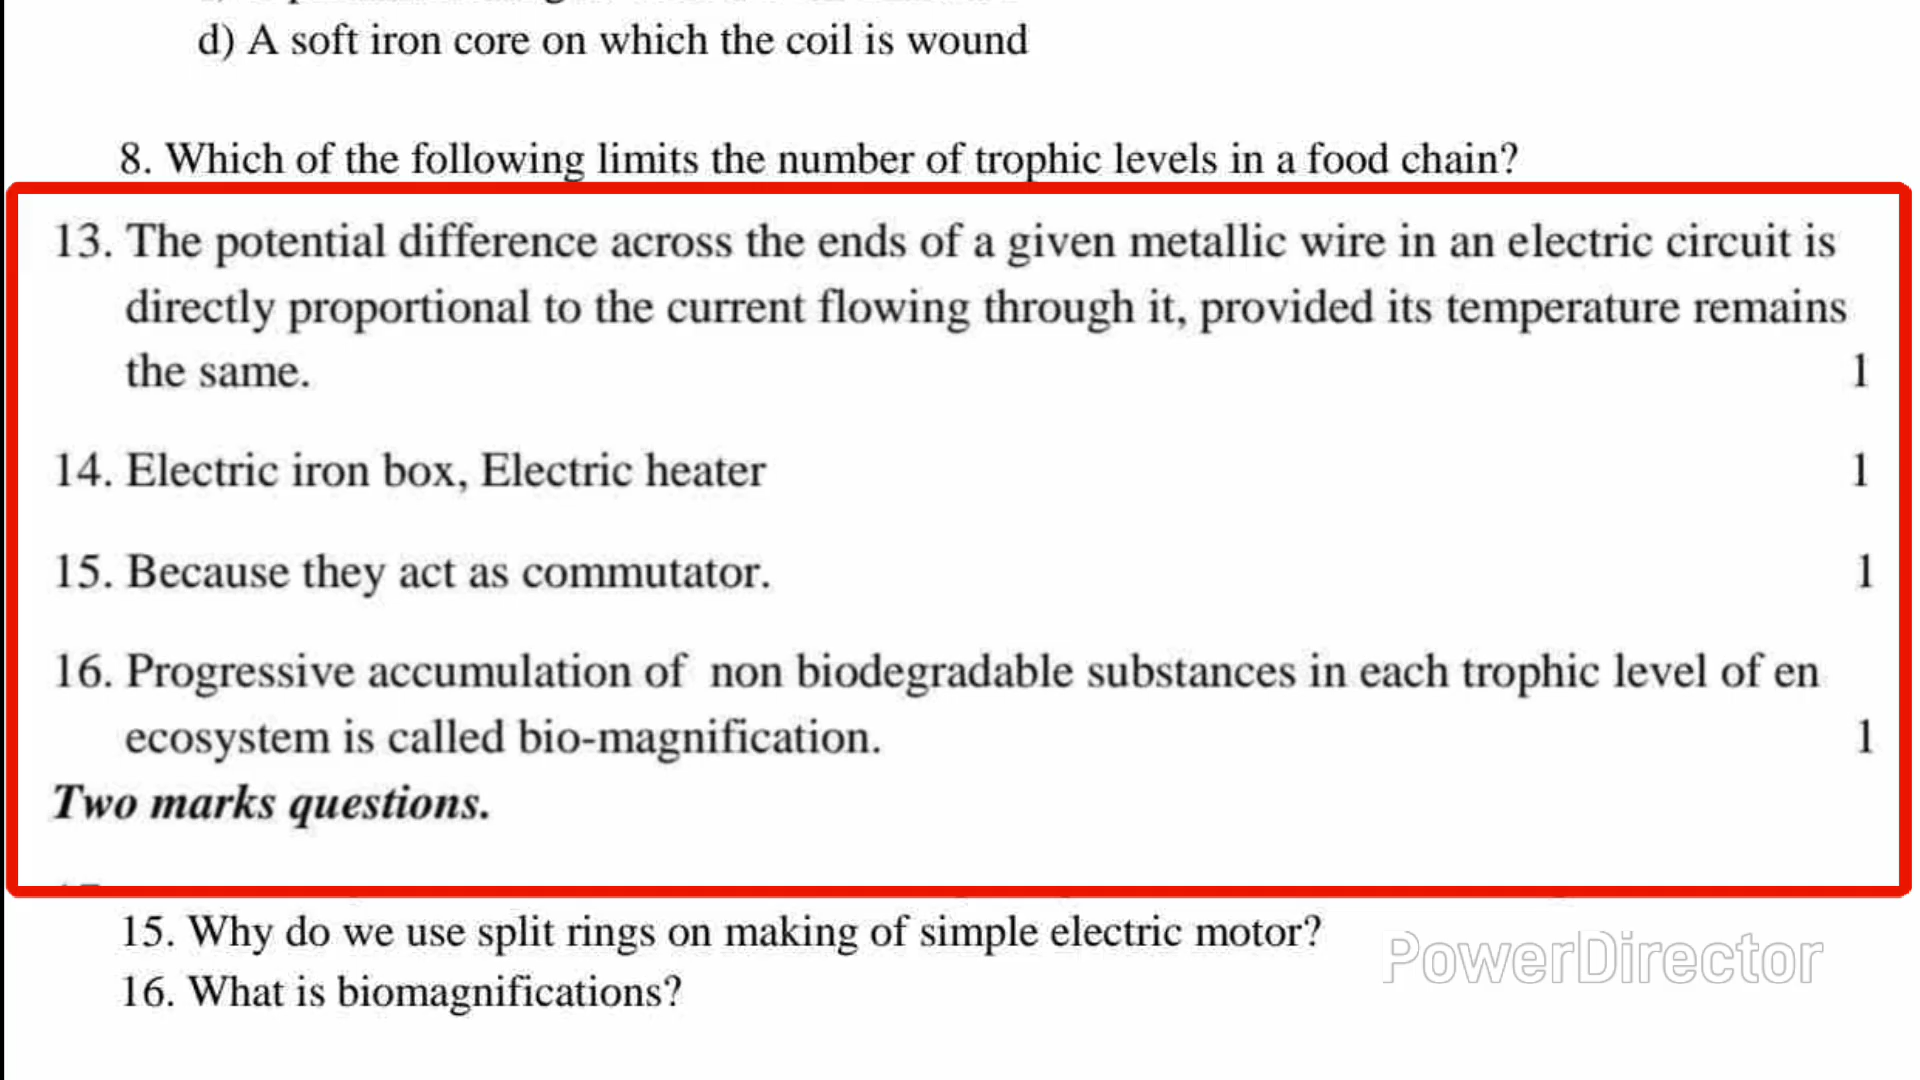 d) A soft iron core on which the coil is wound
8. Which of the following limits the number of trophic levels in a food chain?
13. The potential difference across the ends of a given metallic wire in an electric circuit is
directly proportional to the current flowing through it, provided its temperature remains
the same. 1
14. Electric iron box, Electric heater 1
15. Because they act as commutator. 1
16. Progressive accumulation of non biodegradable substances in each trophic level of en
ecosystem is called bio-magnification. 1
Two marks questions.
15. Why do we use split rings on making of simple electric motor?
16. What is biomagnifications?
PowerDirector